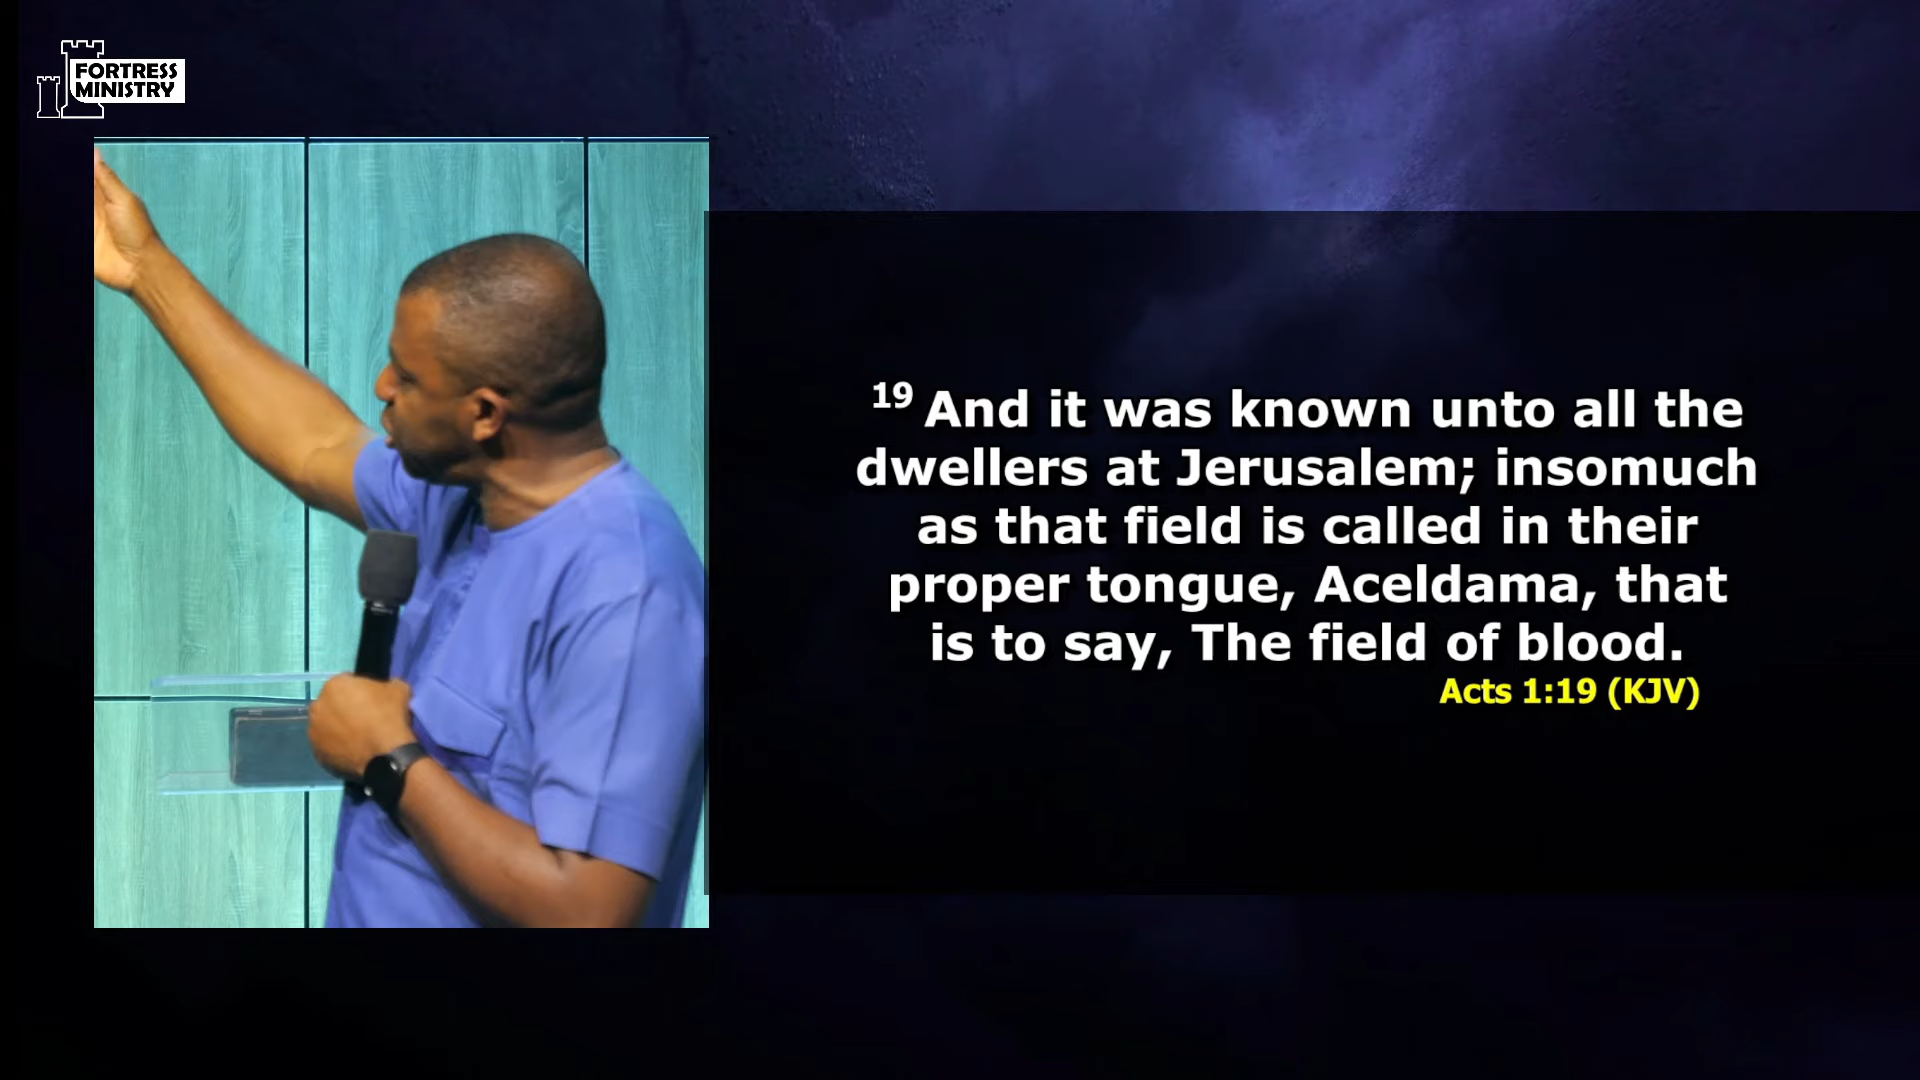 FORTRESS
MINISTRY
19 And it was known unto all the
dwellers at Jerusalem; insomuch
as that field is called in their
proper tongue, Aceldama, that
is to say, The field of blood.
Acts 1:19 (KJV)